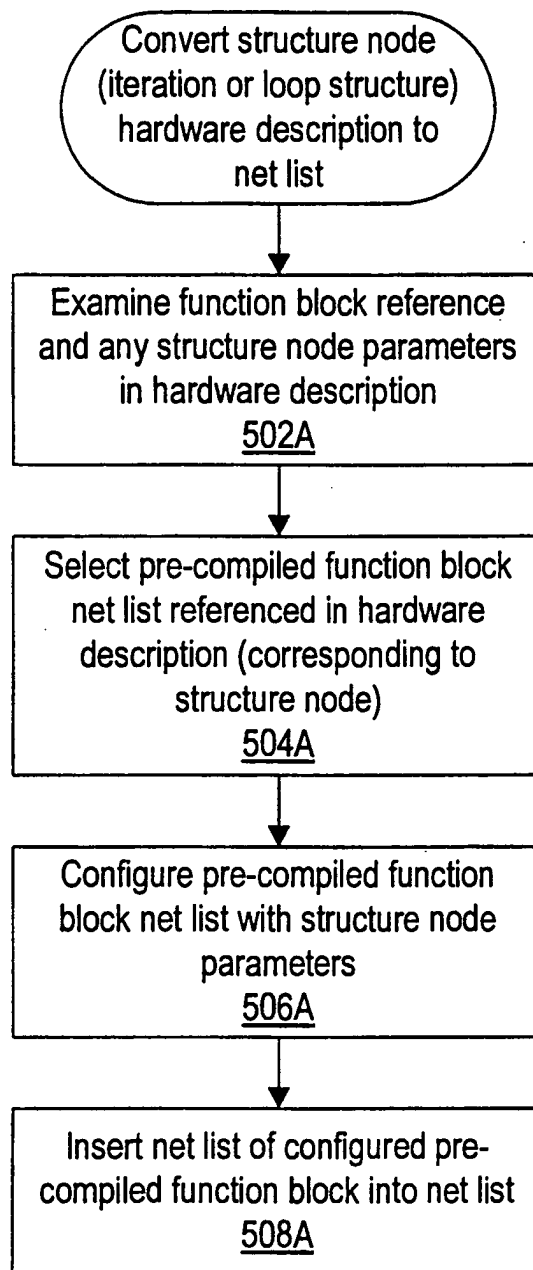 Convert structure node
(iteration or loop structure)
hardware description to
net list
Examine function block reference
and any structure node parameters
in hardware description
502A
Select pre-compiled function block
net list referenced in hardware
description (corresponding to
structure node)
504A
Configure pre-compiled function
block net list with structure node
parameters
506A
Insert net list of configured pre-
compiled function block into net list
508A